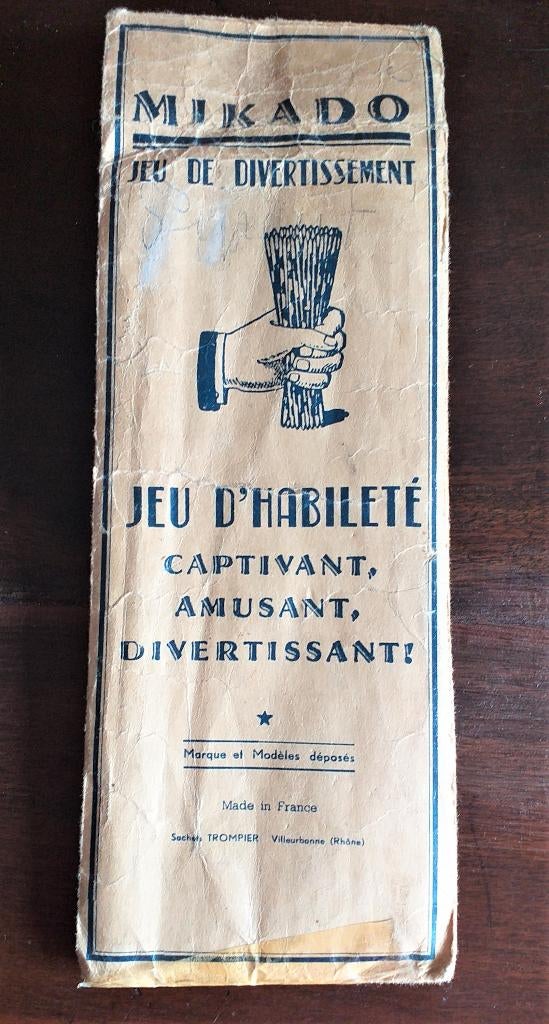 MIKADO
JEU DE DIVERTISSEMENT
JEU D'HABILETÉ
CAPTIVANT,
AMUSANT,
DIVERTISSANT!
Marque et Modèles déposés
Made in France
Sachets TROMPIER Villeurbanne (Rhône)